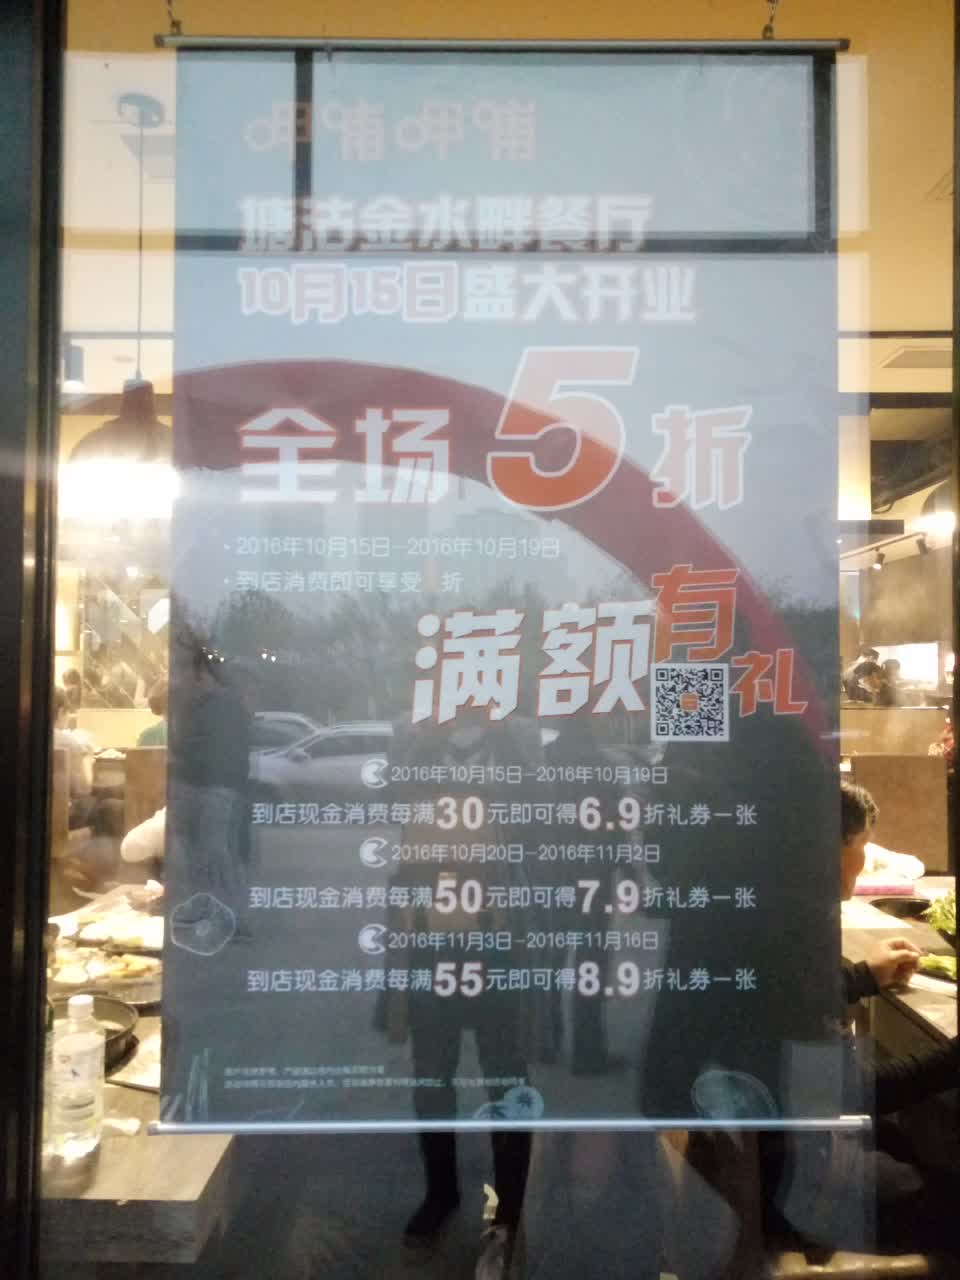 呷哺呷哺
塘沽金水畔餐厅
10月15日盛大开业
全场5折
·2016年10月15日-2016年10月19日
·到店消费即可享受 折
满额有礼
2016年10月15日-2016年10月19日
到店现金消费每满30元即可得6.9折礼券一张
2016年10月20日-2016年11月2日
到店现金消费每满50元即可得7.9折礼券一张
2016年11月3日-2016年11月16日
到店现金消费每满55元即可得8.9折礼券一张